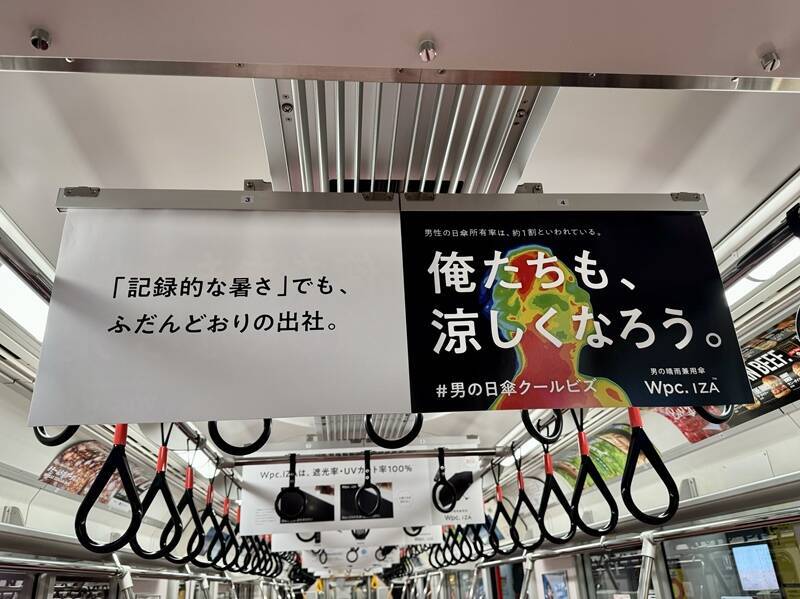 3
4
「記録的な暑さ」でも、
ふだんどおりの出社。
男性の日傘所有率は、約1割といわれている。
俺たちも、
涼しくなろう。
#男の日傘クールビズ
男の晴雨兼用傘
Wpc. IZA
BEEF.
Wpc.IZAは、遮光率・UVカット率100%
Wpc. IZA